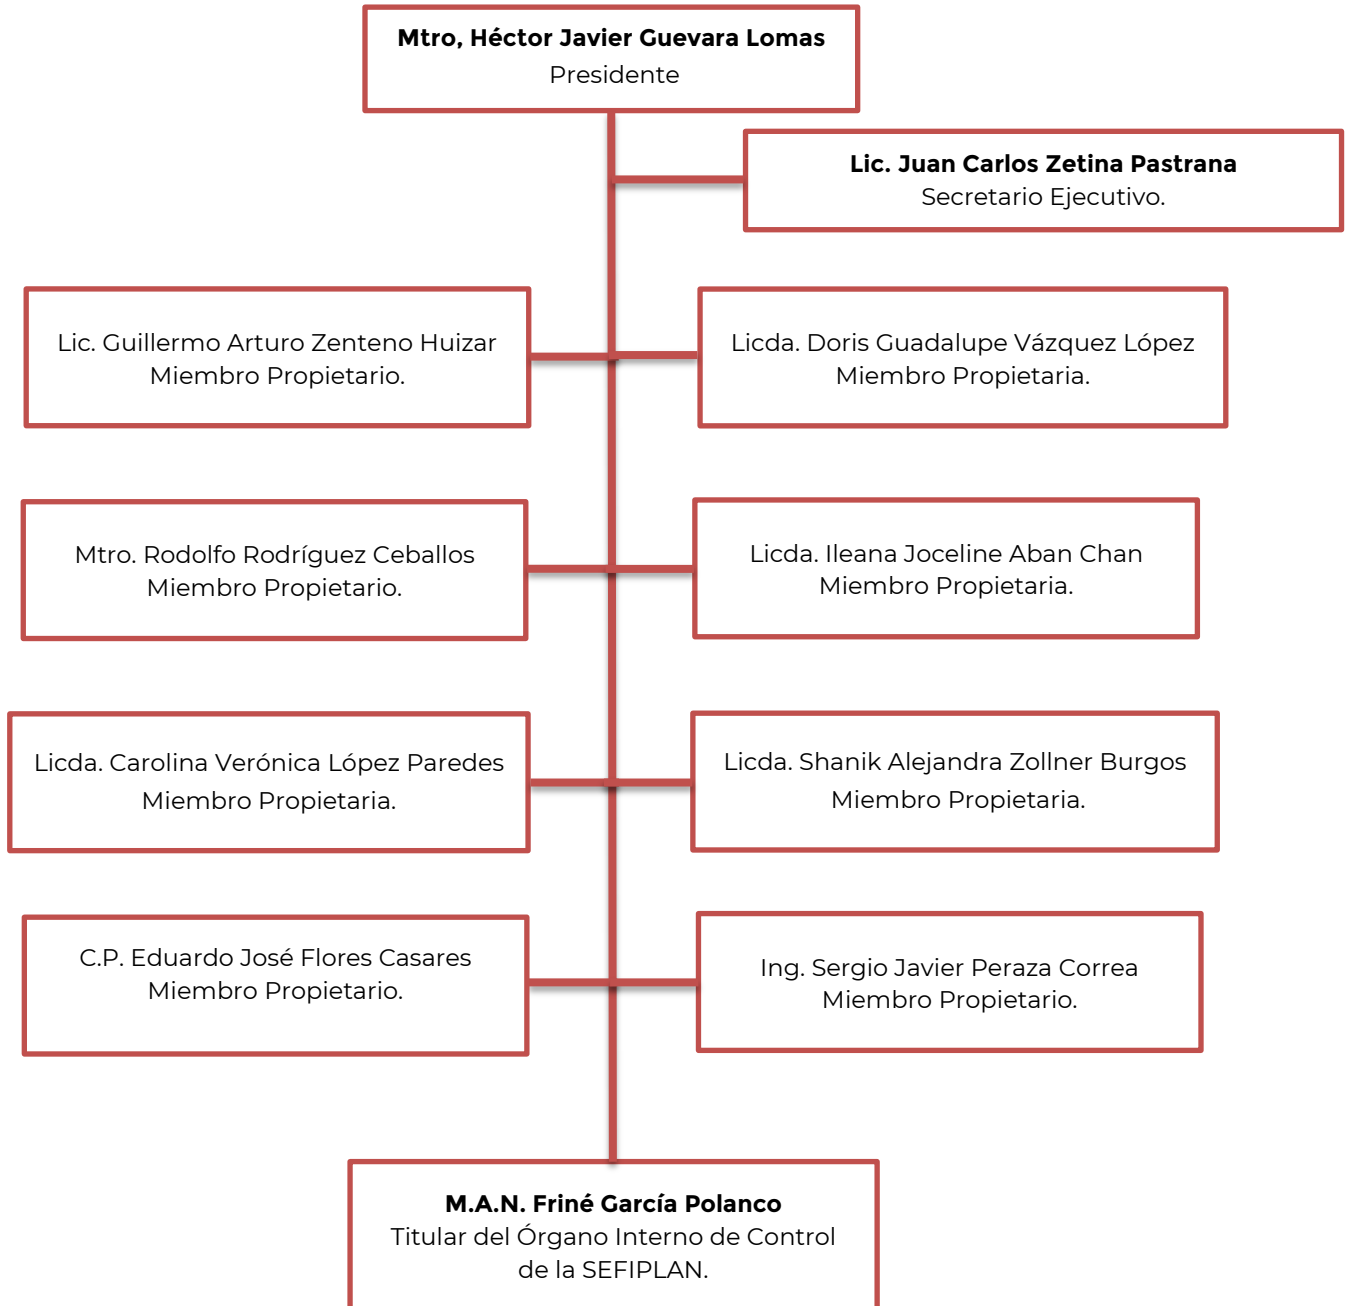 Mtro, Héctor Javier Guevara Lomas
Presidente
Lic. Juan Carlos Zetina Pastrana
Secretario Ejecutivo.
Lic. Guillermo Arturo Zenteno Huizar
Miembro Propietario.
Licda. Doris Guadalupe Vázquez López
Miembro Propietaria.
Mtro. Rodolfo Rodríguez Ceballos
Miembro Propietario.
Licda. Ileana Joceline Aban Chan
Miembro Propietaria.
Licda. Carolina Verónica López Paredes
Miembro Propietaria.
Licda. Shanik Alejandra Zollner Burgos
Miembro Propietaria.
C.P. Eduardo José Flores Casares
Miembro Propietario.
Ing. Sergio Javier Peraza Correa
Miembro Propietario.
M.A.N. Friné García Polanco
Titular del Órgano Interno de Control
de la SEFIPLAN.